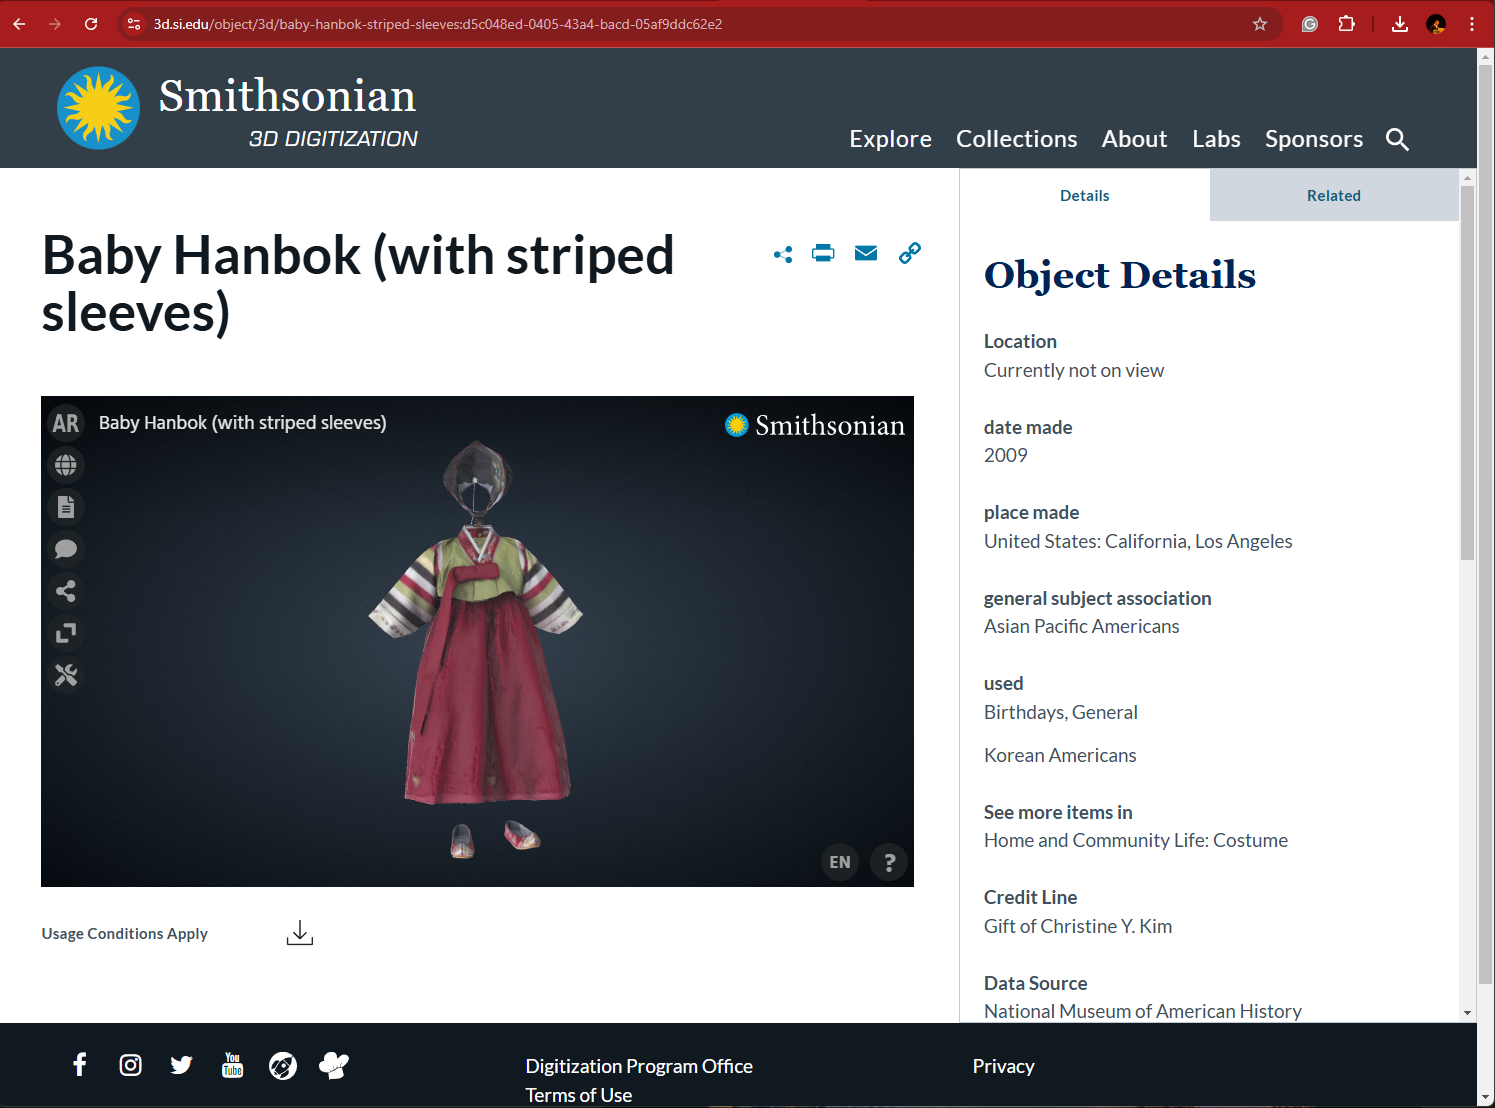 3d.si.edu/object/3d/baby-hanbok-striped-sleeves:d5c048ed-0405-43a4-bacd-05af9ddc62e2
Smithsonian
3D DIGITIZATION
Explore Collections About Labs Sponsors
Baby Hanbok (with striped
sleeves)
AR Baby Hanbok (with striped sleeves)
Smithsonian
EN ?
Usage Conditions Apply
Details Related
Object Details
Location
Currently not on view
date made
2009
place made
United States: California, Los Angeles
general subject association
Asian Pacific Americans
used
Birthdays, General
Korean Americans
See more items in
Home and Community Life: Costume
Credit Line
Gift of Christine Y. Kim
Data Source
National Museum of American History
You
Tube
Digitization Program Office
Terms of Use
Privacy